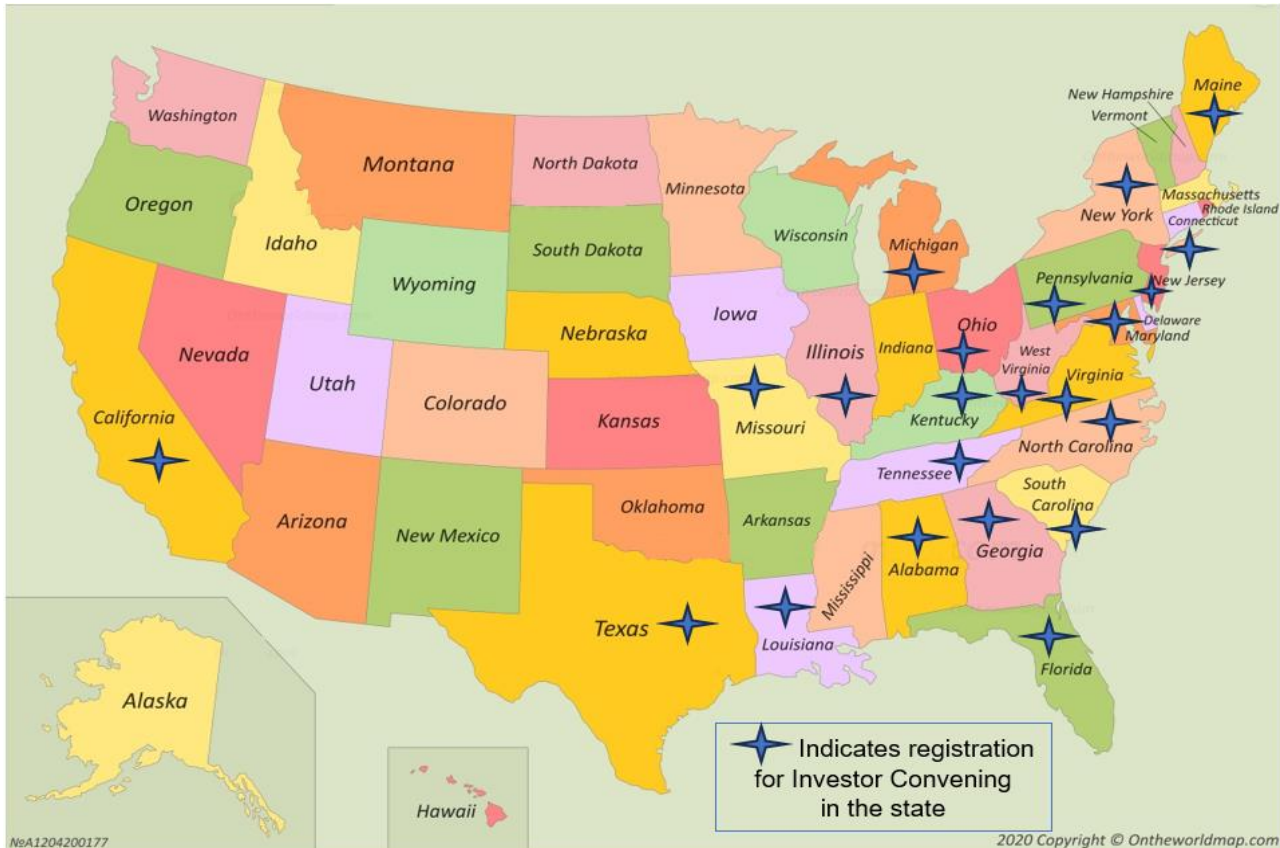 Maine
New Hampshire
Vermont
Washington
Montana
North Dakota
Minnesota
Oregon
Idaho
Wisconsin
Michigan
New York
Massachusetts
Rhode Island
Connecticut
South Dakota
Wyoming
Pennsylvania
New Jersey
Iowa
Nebraska
Ohio
Illinois
Indiana
Delaware
Maryland
Nevada
Utah
Colorado
West
Virginia
Virginia
California
Kansas
Missouri
Kentucky
North Carolina
Tennessee
South
Carolina
Arizona
New Mexico
Oklahoma
Arkansas
Mississippi
Alabama
Georgia
Texas
Louisiana
Florida
Alaska
Hawaii
Indicates registration
for Investor Convening
in the state
№A1204200177
2020 Copyright © Ontheworldmap.com